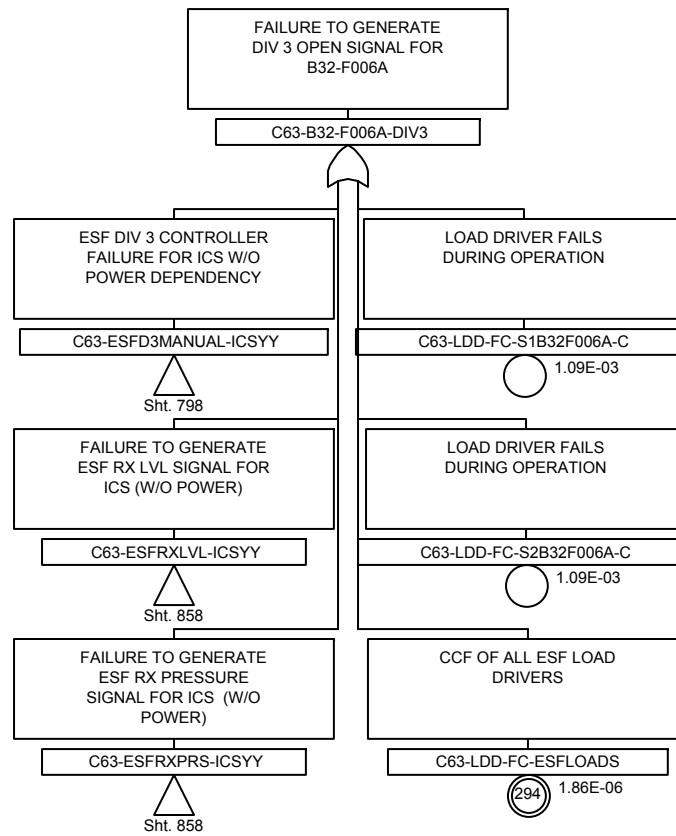 FAILURE TO GENERATE
DIV 3 OPEN SIGNAL FOR
B32-F006A
C63-B32-F006A-DIV3
ESF DIV 3 CONTROLLER
FAILURE FOR ICS W/O
POWER DEPENDENCY
C63-ESFD3MANUAL-ICSYY
Sht. 798
LOAD DRIVER FAILS
DURING OPERATION
C63-LDD-FC-S1B32F006A-C
1.09E-03
FAILURE TO GENERATE
ESF RX LVL SIGNAL FOR
ICS (W/O POWER)
C63-ESFRXLVL-ICSYY
Sht. 858
LOAD DRIVER FAILS
DURING OPERATION
C63-LDD-FC-S2B32F006A-C
1.09E-03
FAILURE TO GENERATE
ESF RX PRESSURE
SIGNAL FOR ICS (W/O
POWER)
C63-ESFRXPRS-ICSYY
Sht. 858
CCF OF ALL ESF LOAD
DRIVERS
C63-LDD-FC-ESFLOADS
294
1.86E-06